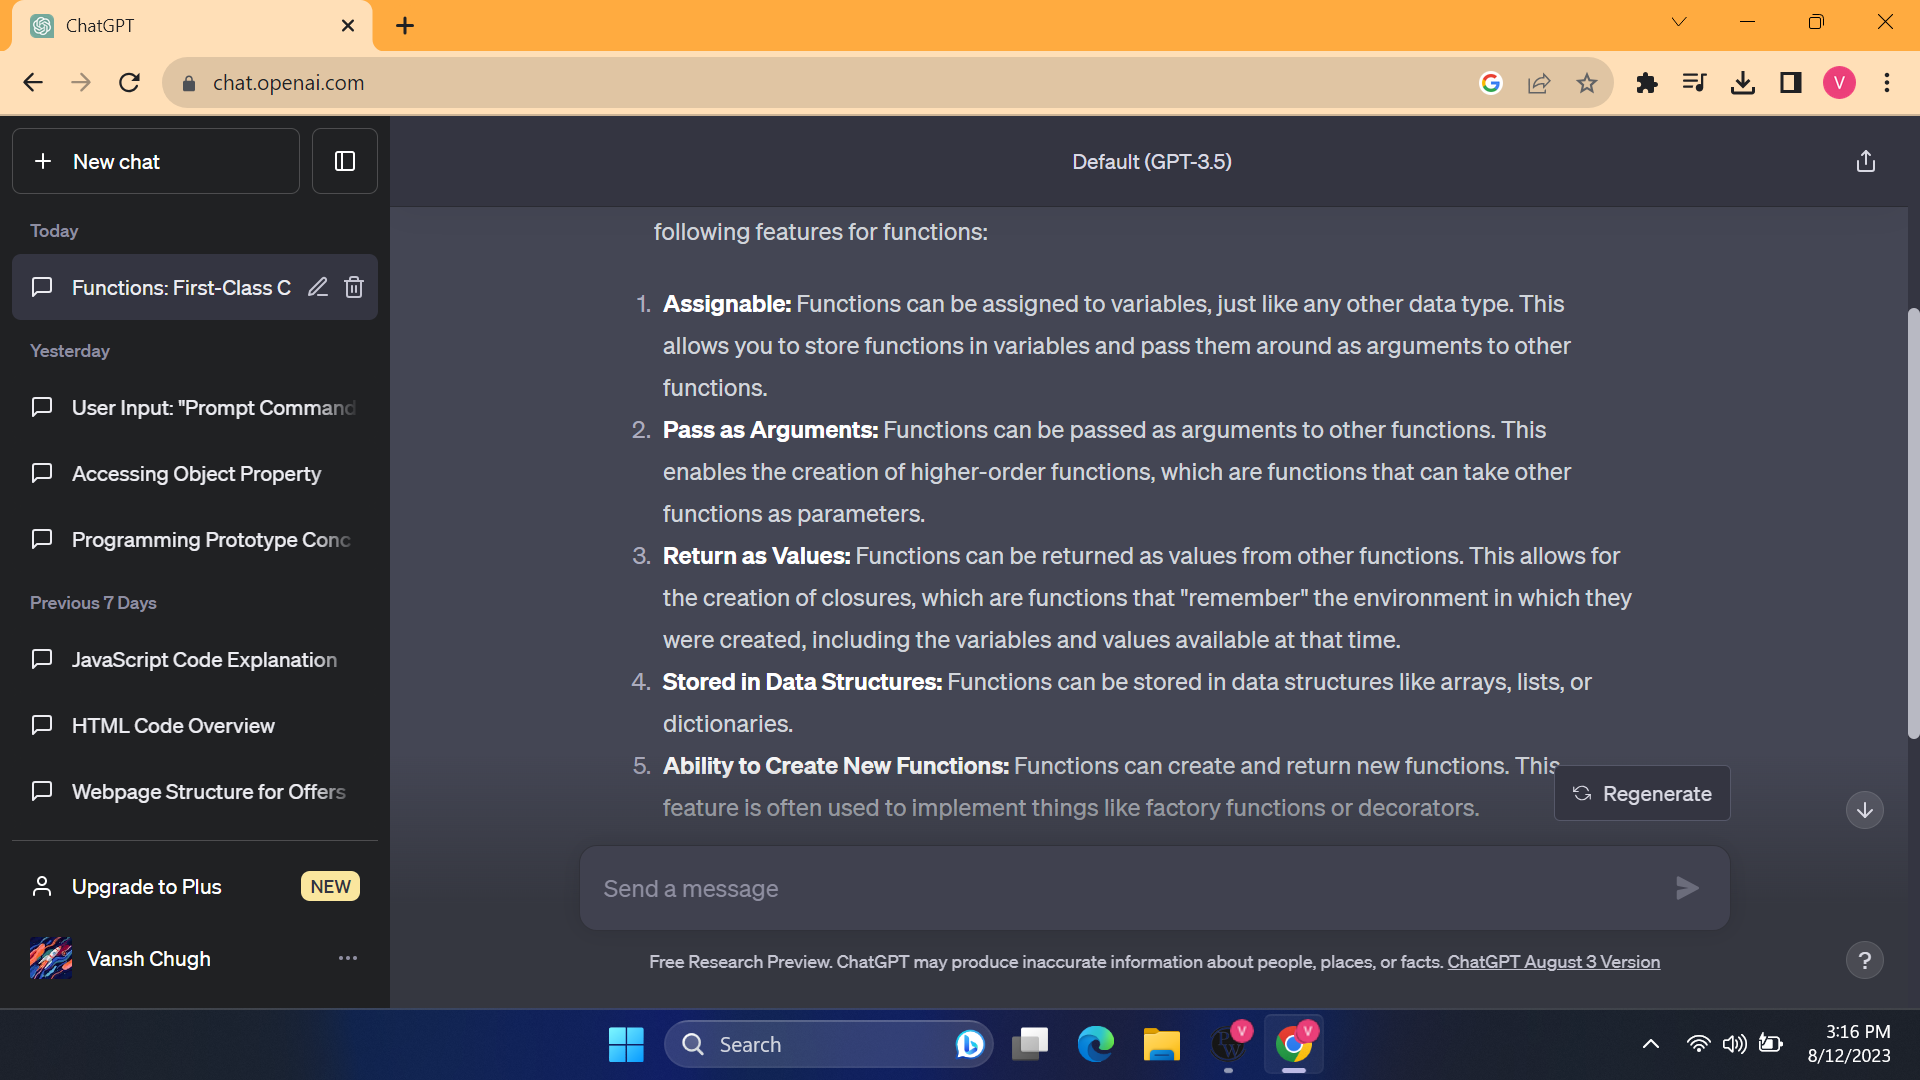 ChatGPT
chat.openai.com
V
New chat
Default (GPT-3.5)
Today
Functions: First-Class C
Yesterday
User Input: "Prompt Command
Accessing Object Property
Programming Prototype Conc
Previous 7 Days
JavaScript Code Explanation
HTML Code Overview
Webpage Structure for Offers
Upgrade to Plus NEW
Vansh Chugh
following features for functions:
1. Assignable: Functions can be assigned to variables, just like any other data type. This
allows you to store functions in variables and pass them around as arguments to other
functions.
2. Pass as Arguments: Functions can be passed as arguments to other functions. This
enables the creation of higher-order functions, which are functions that can take other
functions as parameters.
3. Return as Values: Functions can be returned as values from other functions. This allows for
the creation of closures, which are functions that "remember" the environment in which they
were created, including the variables and values available at that time.
4. Stored in Data Structures: Functions can be stored in data structures like arrays, lists, or
dictionaries.
5. Ability to Create New Functions: Functions can create and return new functions. This
feature is often used to implement things like factory functions or decorators.
Regenerate
Send a message
Free Research Preview. ChatGPT may produce inaccurate information about people, places, or facts. ChatGPT August 3 Version
?
Search
PW
V
V
3:16 PM
8/12/2023